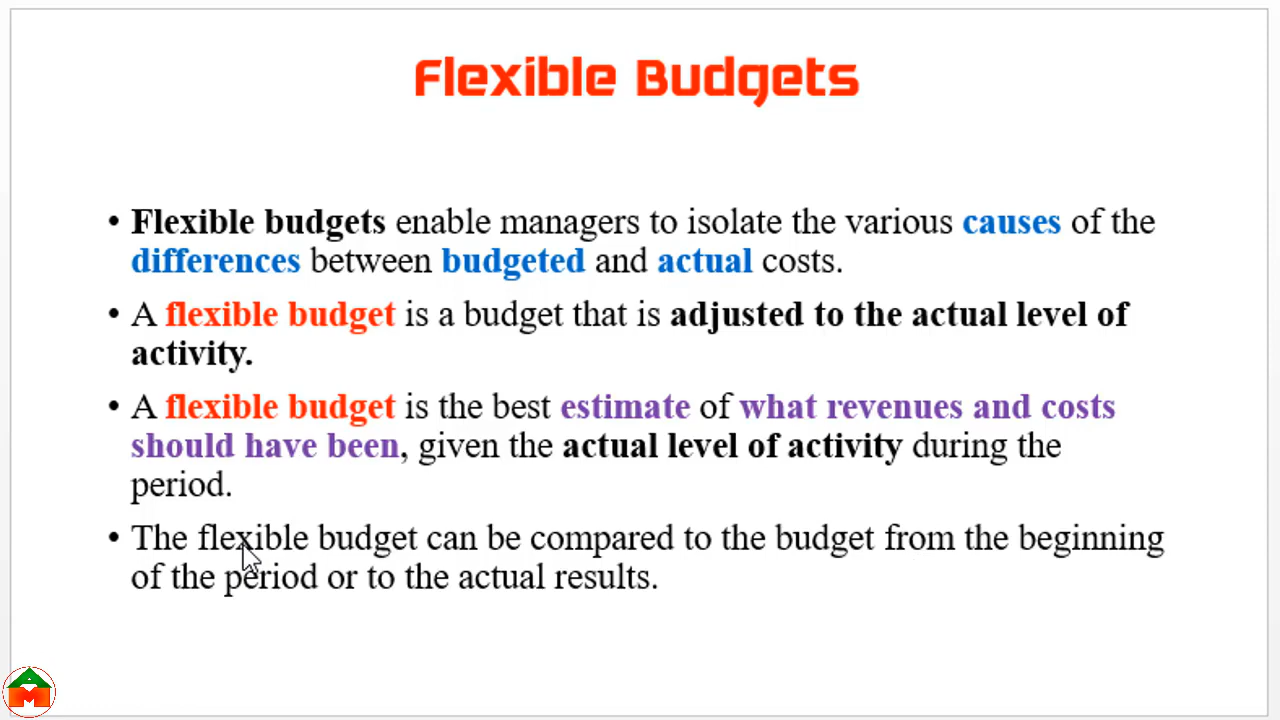 Flexible Budgets
• Flexible budgets enable managers to isolate the various causes of the
differences between budgeted and actual costs.
• A flexible budget is a budget that is adjusted to the actual level of
activity.
• A flexible budget is the best estimate of what revenues and costs
should have been, given the actual level of activity during the
period.
• The flexible budget can be compared to the budget from the beginning
of the period or to the actual results.